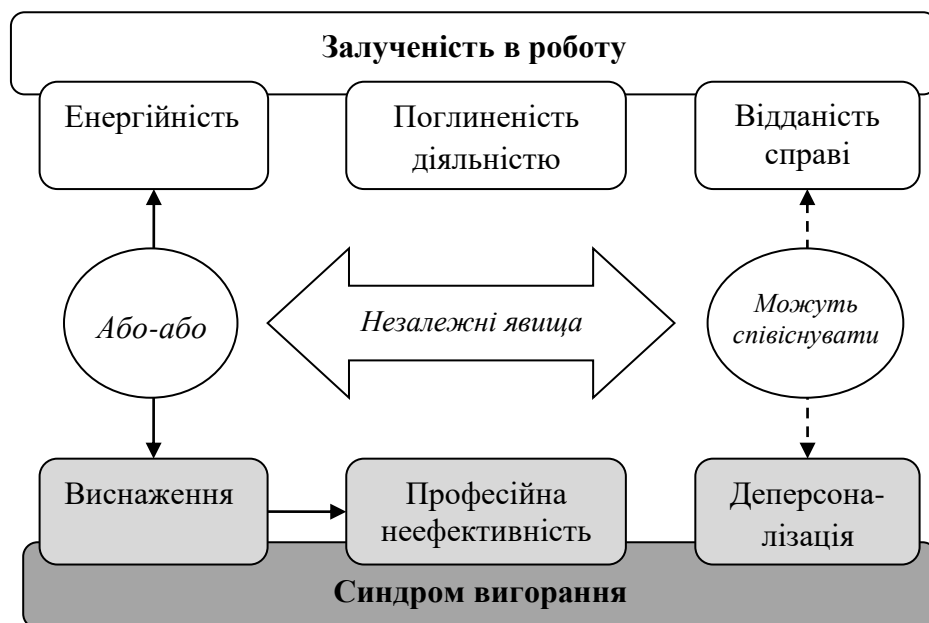 Залученість в роботу
Енергійність
Поглиненість
діяльністю
Відданість
справі
Або-або
Незалежні явища
Можуть
співіснувати
Виснаження
Професійна
неефективність
Деперсона-
лізація
Синдром вигорання